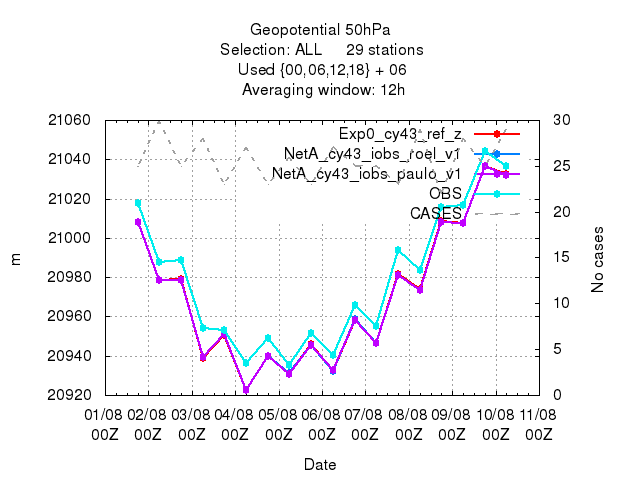 Geopotential 50hPa
Selection: ALL 29 stations
Used {00,06,12,18} + 06
Averaging window: 12h
21060
21040
21020
21000
20980
20960
20940
20920
m
30
25
20
15
10
5
0
No cases
Exp0_cy43_ref_z
NetA_cy43_iobs_roel_v1
NetA_cy43_iobs_paulo_v1
OBS
CASES
01/08 02/08 03/08 04/08 05/08 06/08 07/08 08/08 09/08 10/08 11/08
00Z 00Z 00Z 00Z 00Z 00Z 00Z 00Z 00Z 00Z 00Z
Date